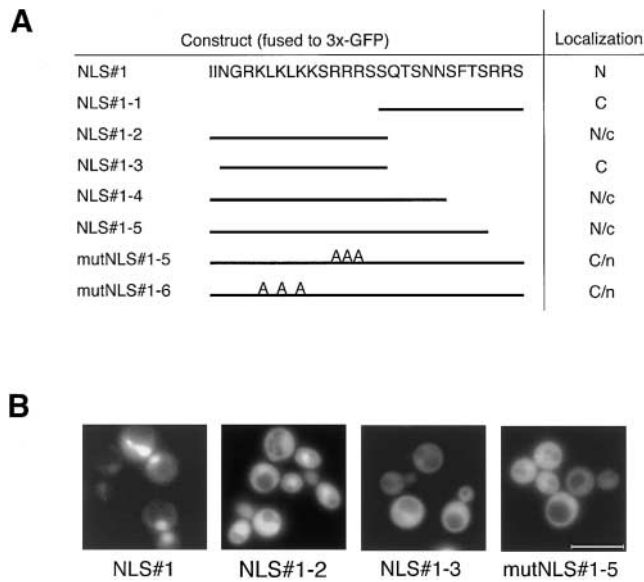 A
Construct (fused to 3x-GFP) Localization
NLS#1 IINGRKLKLKKSRRRSSQTSNNSFTSRRS N
NLS#1-1 C
NLS#1-2 N/c
NLS#1-3 C
NLS#1-4 N/c
NLS#1-5 N/c
mutNLS#1-5 AAA C/n
mutNLS#1-6 A A A C/n
B
NLS#1 NLS#1-2 NLS#1-3 mutNLS#1-5